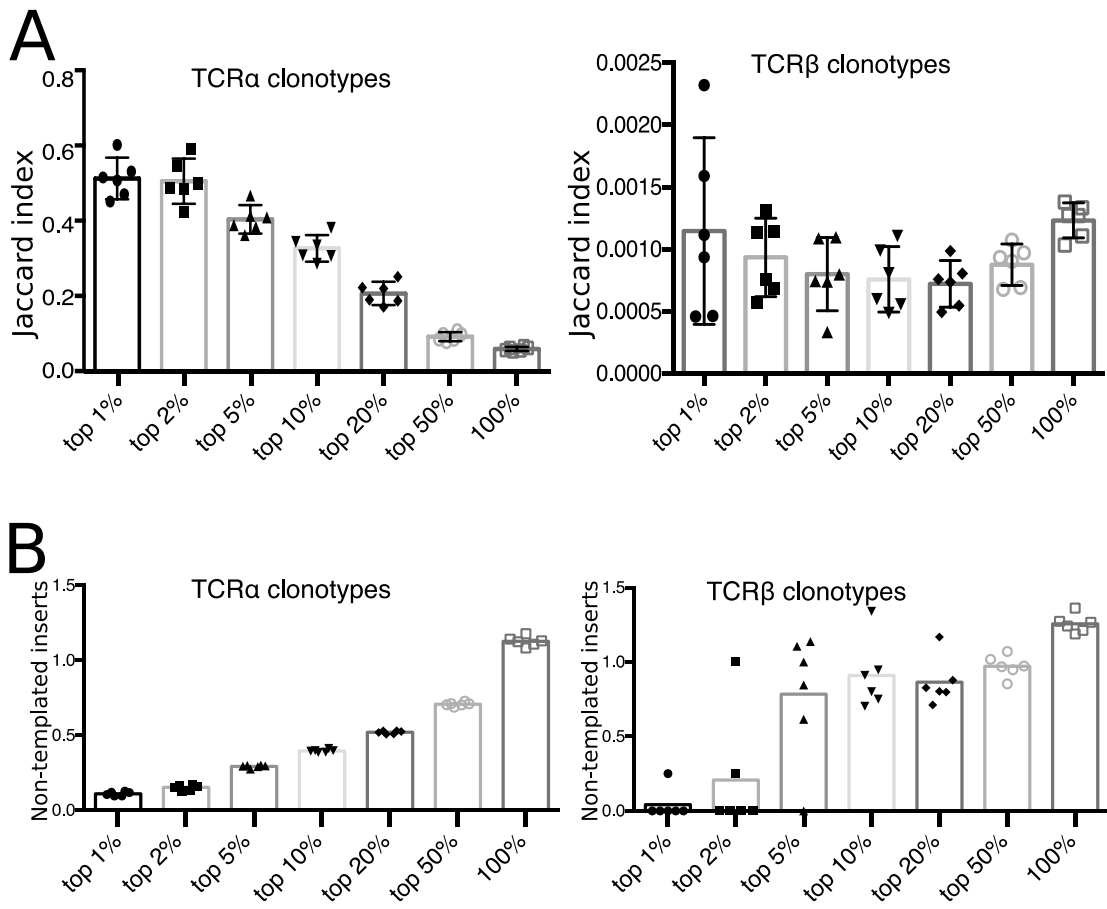 A
TCRα clonotypes
Jaccard index
0.8
0.6
0.4
0.2
0.0
top 1%
top 2%
top 5%
top 10%
top 20%
top 50%
100%
TCRβ clonotypes
Jaccard index
0.0025
0.0020
0.0015
0.0010
0.0005
0.0000
top 1%
top 2%
top 5%
top 10%
top 20%
top 50%
100%
B
TCRα clonotypes
Non-templated inserts
1.5
1.0
0.5
0.0
top 1%
top 2%
top 5%
top 10%
top 20%
top 50%
100%
TCRβ clonotypes
Non-templated inserts
1.5
1.0
0.5
0.0
top 1%
top 2%
top 5%
top 10%
top 20%
top 50%
100%